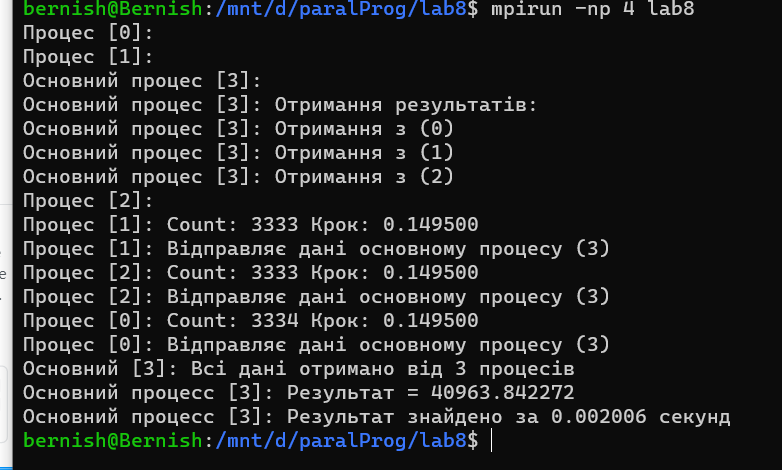 bernish@Bernish:/mnt/d/paralProg/lab8$ mpirun -np 4 lab8
Процес [0]:
Процес [1]:
Основний процес [3]:
Основний процес [3]: Отримання результатів:
Основний процес [3]: Отримання з (0)
Основний процес [3]: Отримання з (1)
Основний процес [3]: Отримання з (2)
Процес [2]:
Процес [1]: Count: 3333 Крок: 0.149500
Процес [1]: Відправляє дані основному процесу (3)
Процес [2]: Count: 3333 Крок: 0.149500
Процес [2]: Відправляє дані основному процесу (3)
Процес [0]: Count: 3334 Крок: 0.149500
Процес [0]: Відправляє дані основному процесу (3)
Основний [3]: Всі дані отримано від 3 процесів
Основний процесс [3]: Результат = 40963.842272
Основний процесс [3]: Результат знайдено за 0.002006 секунд
bernish@Bernish:/mnt/d/paralProg/lab8$